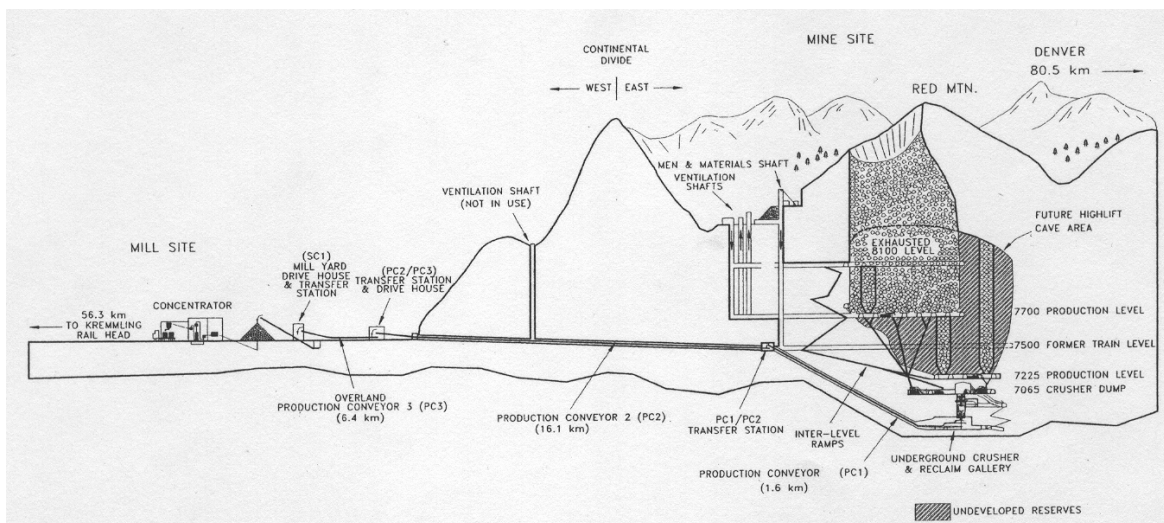 MINE SITE
DENVER
80.5 km
CONTINENTAL
DIVIDE
WEST
EAST
RED MTN.
MEN & MATERIALS SHAFT
VENTILATION
SHAFTS
VENTILATION SHAFT
(NOT IN USE)
FUTURE HIGHLIFT
CAVE AREA
MILL SITE
EXHAUSTED
8100 LEVEL
(SC1)
MILL YARD
DRIVE HOUSE
& TRANSFER
STATION
(PC2/PC3)
TRANSFER STATION
& DRIVE HOUSE
CONCENTRATOR
56.3 km
TO KREMMLING
RAIL HEAD
7700 PRODUCTION LEVEL
7500 FORMER TRAIN LEVEL
7225 PRODUCTION LEVEL
7065 CRUSHER DUMP
OVERLAND
PRODUCTION CONVEYOR 3 (PC3)
(6.4 km)
PRODUCTION CONVEYOR 2 (PC2)
(16.1 km)
PC1/PC2
TRANSFER STATION
INTER-LEVEL
RAMPS
UNDERGROUND CRUSHER
& RECLAIM GALLERY
PRODUCTION CONVEYOR (PC1)
(1.6 km)
UNDEVELOPED RESERVES